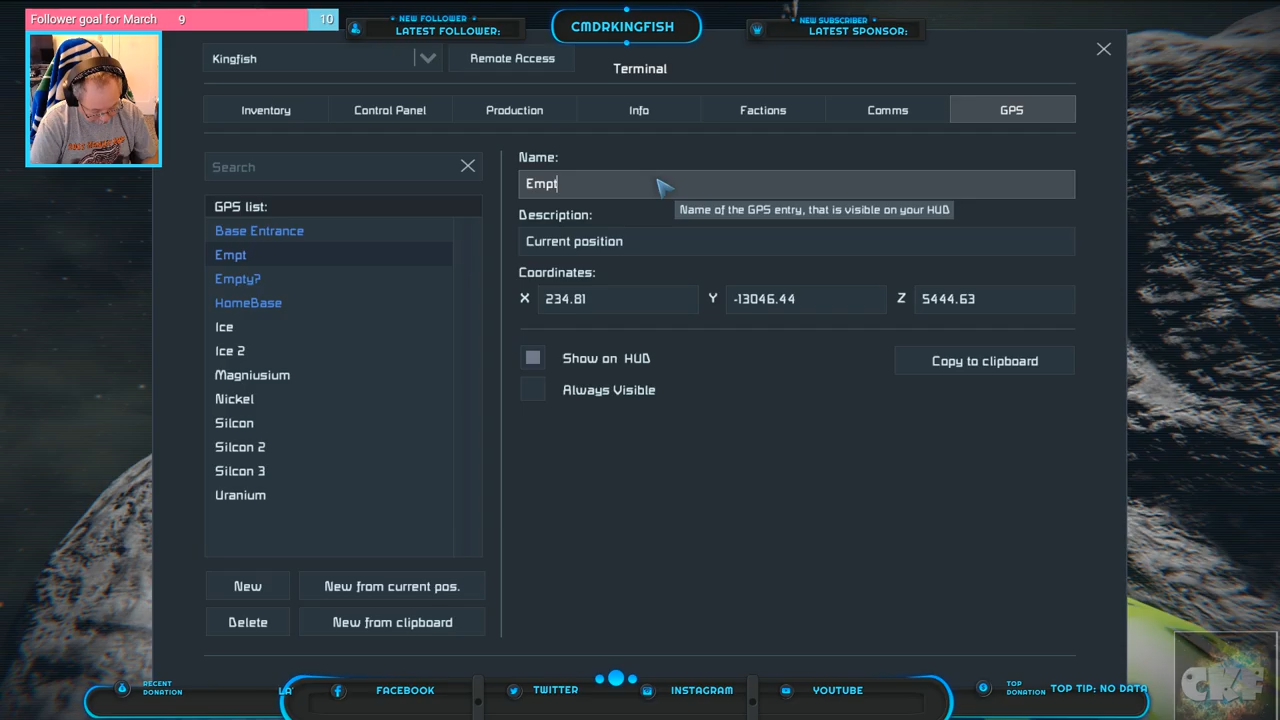 Follower goal for March 9 10
NEW FOLLOWER
LATEST FOLLOWER:
CMDRKINGFISH
NEW SUBSCRIBER
LATEST SPONSOR:
Kingfish
Remote Access
Terminal
Inventory
Control Panel
Production
Info
Factions
Comms
GPS
Search
GPS list:
Base Entrance
Empt
Empty?
HomeBase
Ice
Ice 2
Magniusium
Nickel
Silcon
Silcon 2
Silcon 3
Uranium
New
New from current pos.
Delete
New from clipboard
Name:
Empt
Name of the GPS entry, that is visible on your HUD
Description:
Current position
Coordinates:
X 234.81 Y -13046.44 Z 5444.63
Show on HUD
Copy to clipboard
Always Visible
RECENT
DONATION
LA
FACEBOOK
TWITTER
INSTAGRAM
YOUTUBE
TOP
DONATION
TOP TIP: NO DATA
CKF